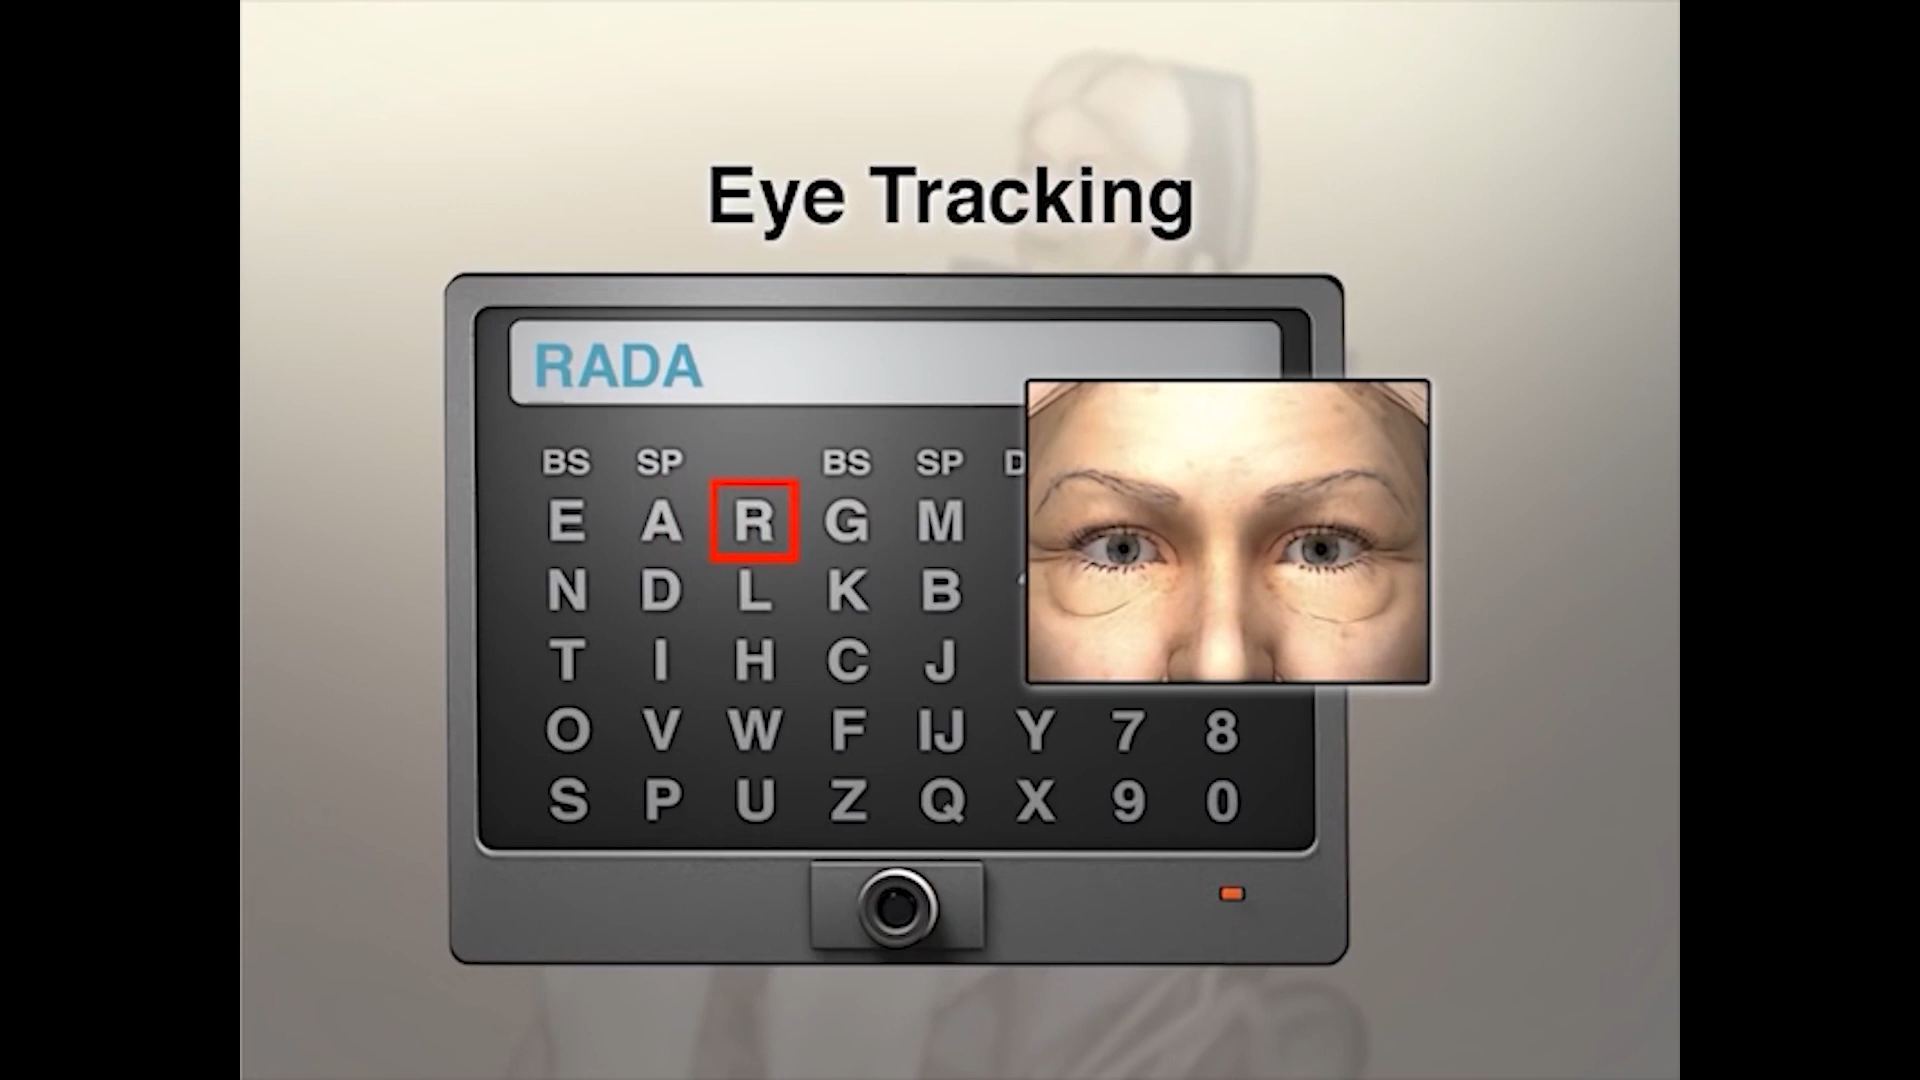 Eye Tracking
RADA
BS SP BS SP D
E A R G M
N D L K B
T I H C J
O V W F IJ Y 7 8
S P U Z Q X 9 0